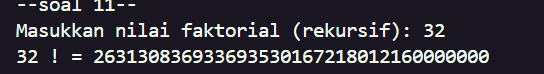 --soal 11--
Masukkan nilai faktorial (rekursif): 32
32 ! = 263130836933693530167218012160000000